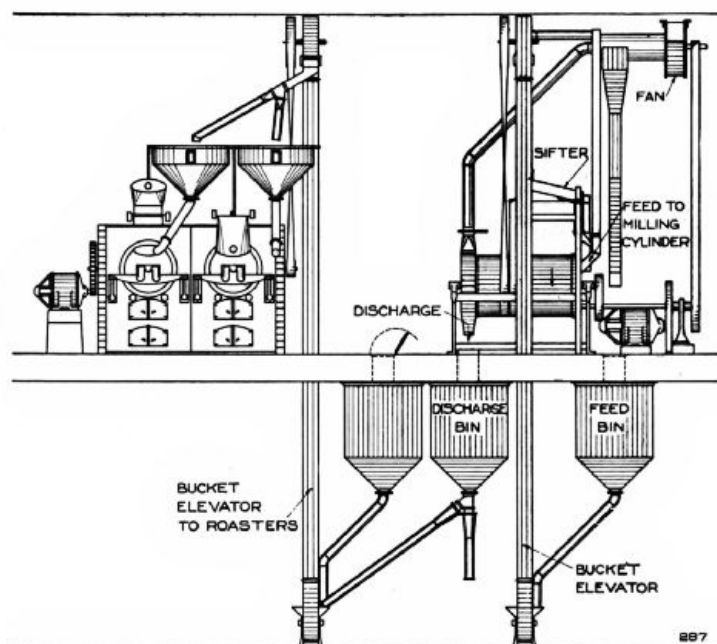 FAN
SIFTER
FEED TO
MILLING
CYLINDER
DISCHARGE
DISCHARGE
BIN
FEED
BIN
BUCKET
ELEVATOR
TO ROASTERS
BUCKET
ELEVATOR
287